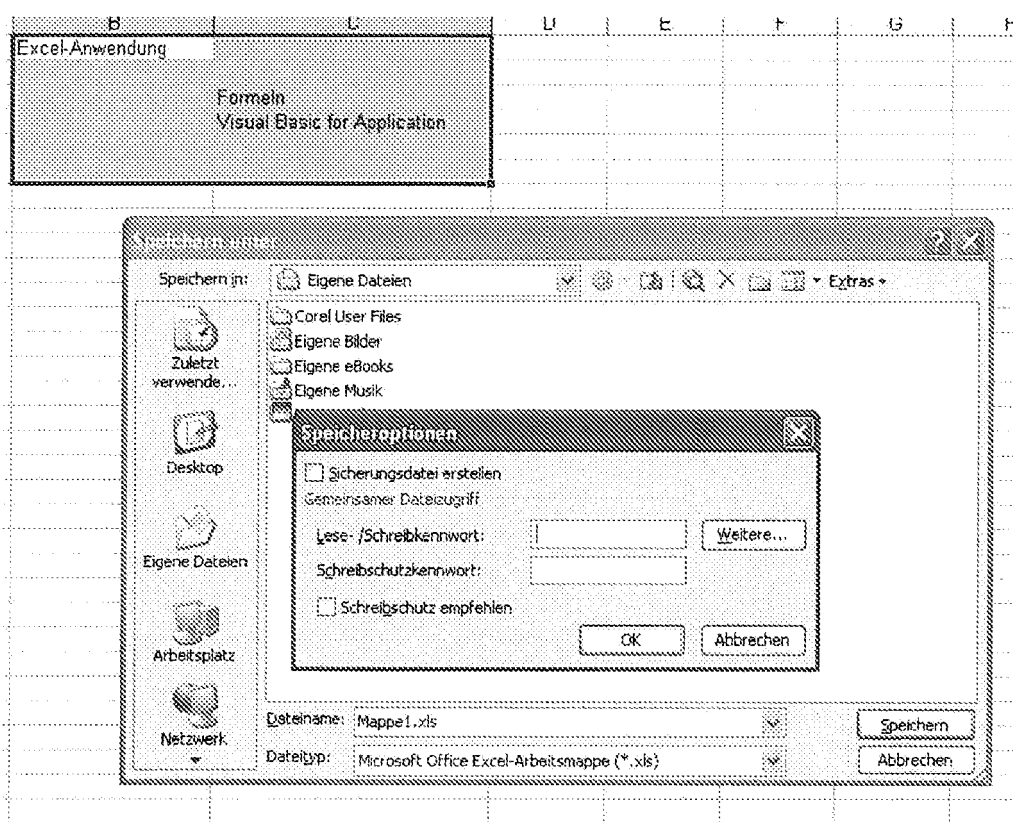 B C D E F G
Excel-Anwendung
Formeln
Visual Basic for Application
Speichern unter
Speichern in: Eigene Dateien Extras
Corel User Files
Eigene Bilder
Eigene eBooks
Eigene Musik
Zuletzt
verwende...
Desktop
Eigene Dateien
Arbeitsplatz
Netzwerk
Speicheroptionen
Sicherungsdatei erstellen
Gemeinsamer Dateizugriff
Lese- /Schreibkennwort: Weitere...
Schreibschutzkennwort:
Schreibschutz empfehlen
OK Abbrechen
Dateiname: Mappe1.xls Speichern
Dateityp: Microsoft Office Excel-Arbeitsmappe (*.xls) Abbrechen